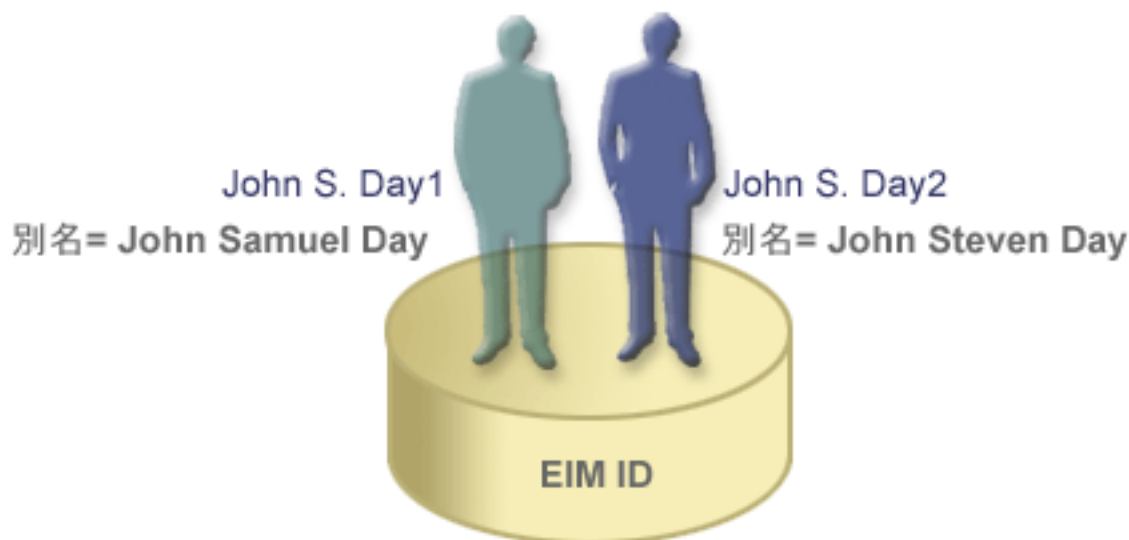 John S. Day1
別名= John Samuel Day
John S. Day2
別名= John Steven Day
EIM ID